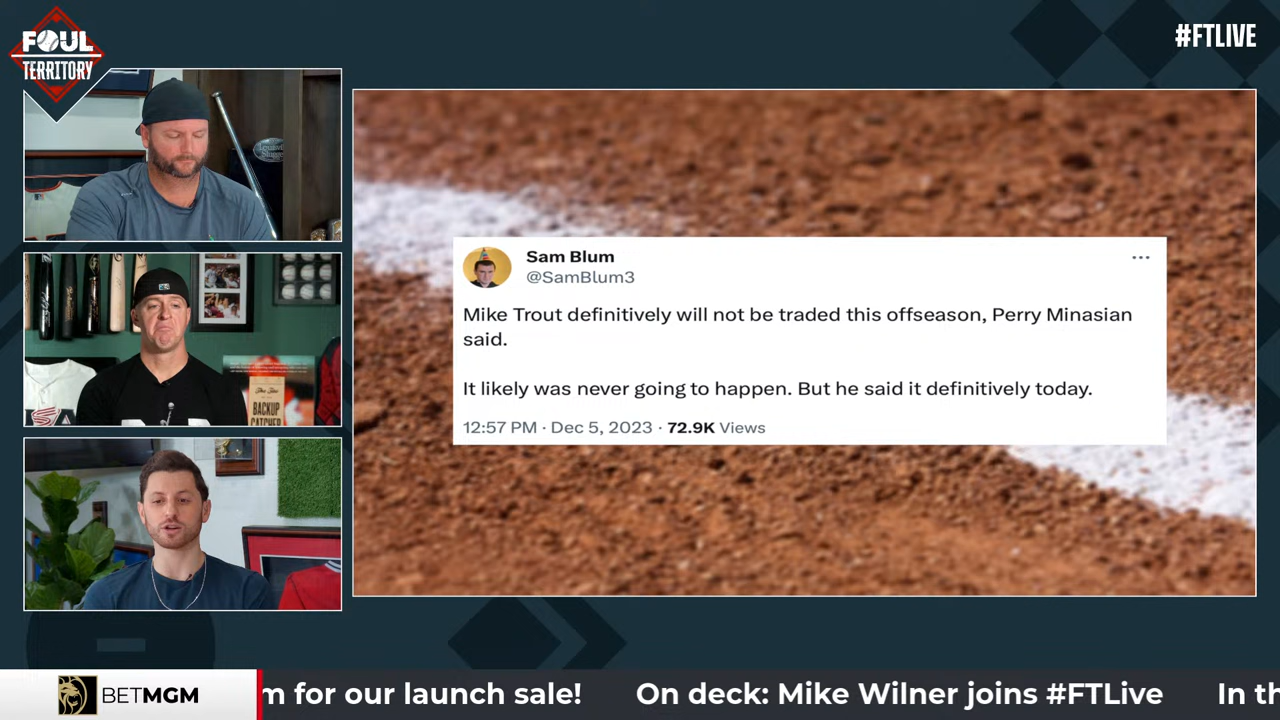 FOUL
TERRITORY
#FTLIVE
Louisville
Slugger
BACKUP
CATCHER
Sam Blum
@SamBlum3
Mike Trout definitively will not be traded this offseason, Perry Minasian
said.
It likely was never going to happen. But he said it definitively today.
12:57 PM · Dec 5, 2023 · 72.9K Views
BETMGM
m for our launch sale! On deck: Mike Wilner joins #FTLive In th